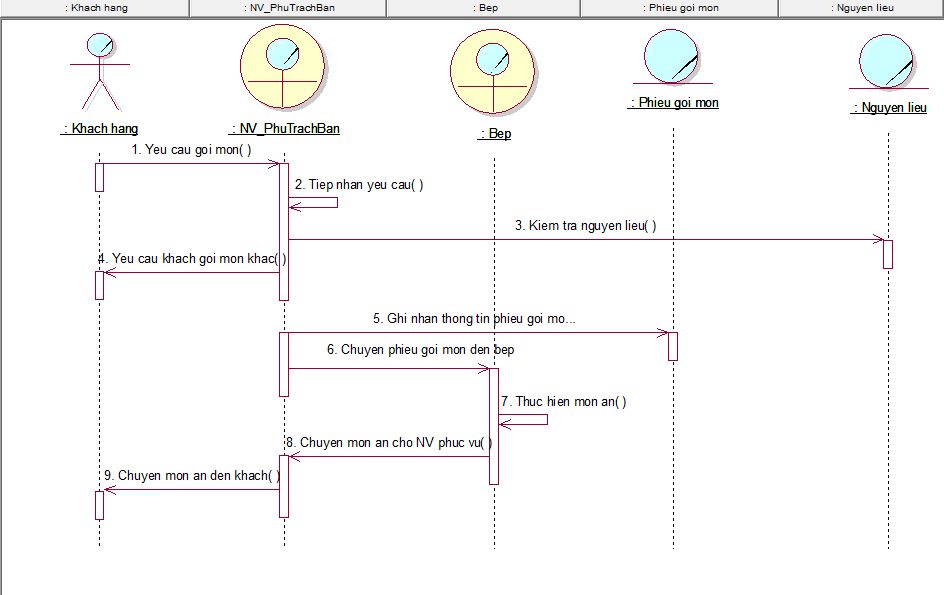 : Khach hang
: NV_PhuTrachBan
: Bep
: Phieu goi mon
: Nguyen lieu
: Khach hang
: NV_PhuTrachBan
: Bep
: Phieu goi mon
: Nguyen lieu
1. Yeu cau goi mon( )
2. Tiep nhan yeu cau( )
3. Kiem tra nguyen lieu( )
4. Yeu cau khach goi mon khac( )
5. Ghi nhan thong tin phieu goi mo...
6. Chuyen phieu goi mon den bep
7. Thuc hien mon an( )
8. Chuyen mon an cho NV phuc vu( )
9. Chuyen mon an den khach( )